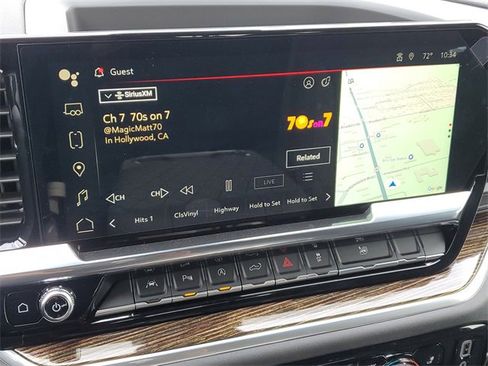 Guest
72° 10:34
SiriusXM
Ch 7 70s on 7
@MagicMatt70
In Hollywood, CA
70s on 7
Related
CH CH LIVE
Hits 1 ClsVinyl Highway Hold to Set Hold to Set
Google